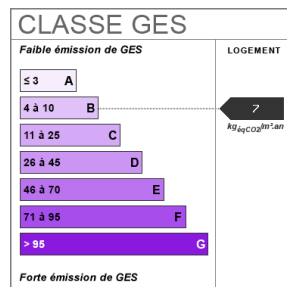 CLASSE GES
Faible émission de GES
LOGEMENT
≤ 3 A
4 à 10 B
7
kgéqCO2/m².an
11 à 25 C
26 à 45 D
46 à 70 E
71 à 95 F
> 95 G
Forte émission de GES